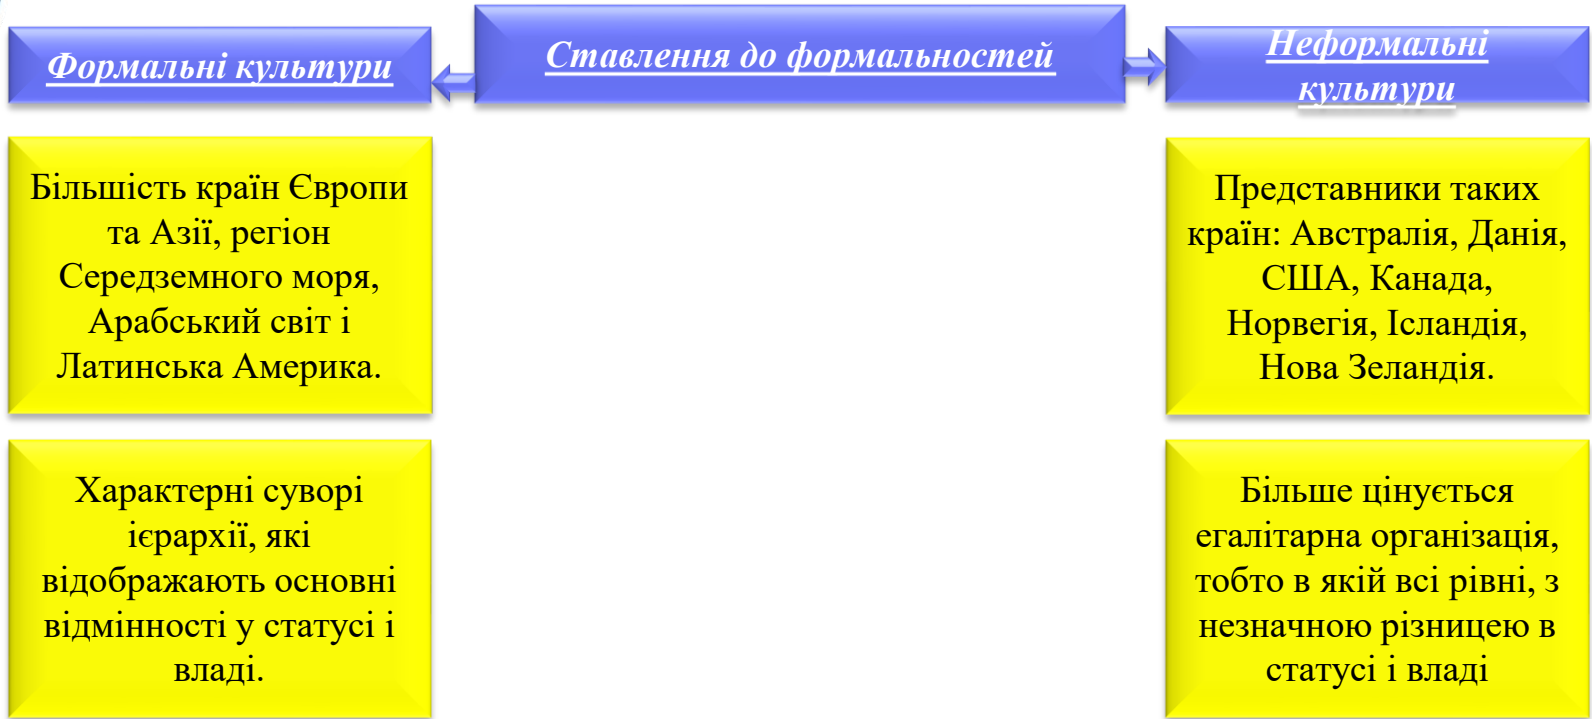 Формальні культури
Ставлення до формальностей
Неформальні
культури
Більшість країн Європи
та Азії, регіон
Середземного моря,
Арабський світ і
Латинська Америка.
Представники таких
країн: Австралія, Данія,
США, Канада,
Норвегія, Ісландія,
Нова Зеландія.
Характерні суворі
ієрархії, які
відображають основні
відмінності у статусі і
владі.
Більше цінується
егалітарна організація,
тобто в якій всі рівні, з
незначною різницею в
статусі і владі